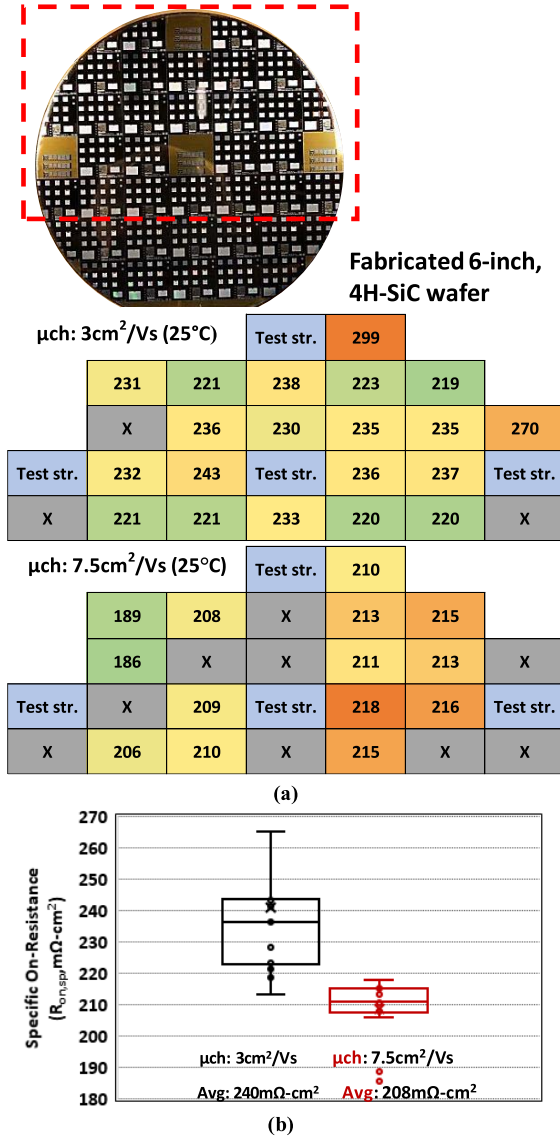 Fabricated 6-inch,
4H-SiC wafer
μch: 3cm²/Vs (25°C)
Test str. 299
231 221 238 223 219
X 236 230 235 235 270
Test str. 232 243 Test str. 236 237 Test str.
X 221 221 233 220 220 X
μch: 7.5cm²/Vs (25°C)
Test str. 210
189 208 X 213 215
186 X X 211 213 X
Test str. X 209 Test str. 218 216 Test str.
X 206 210 X 215 X X
(a)
Specific On-Resistance
(Ron,sp,mΩ-cm²)
270
260
250
240
230
220
210
200
190
180
μch: 3cm²/Vs μch: 7.5cm²/Vs
Avg: 240mΩ-cm² Avg: 208mΩ-cm²
(b)